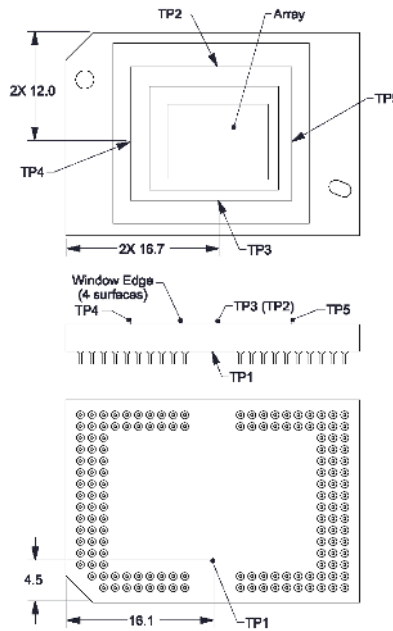 TP2
Array
2X 12.0
TP5
TP4
2X 16.7
TP3
Window Edge
(4 surfaces)
TP4
TP3 (TP2)
TP5
TP1
4.5
16.1
TP1